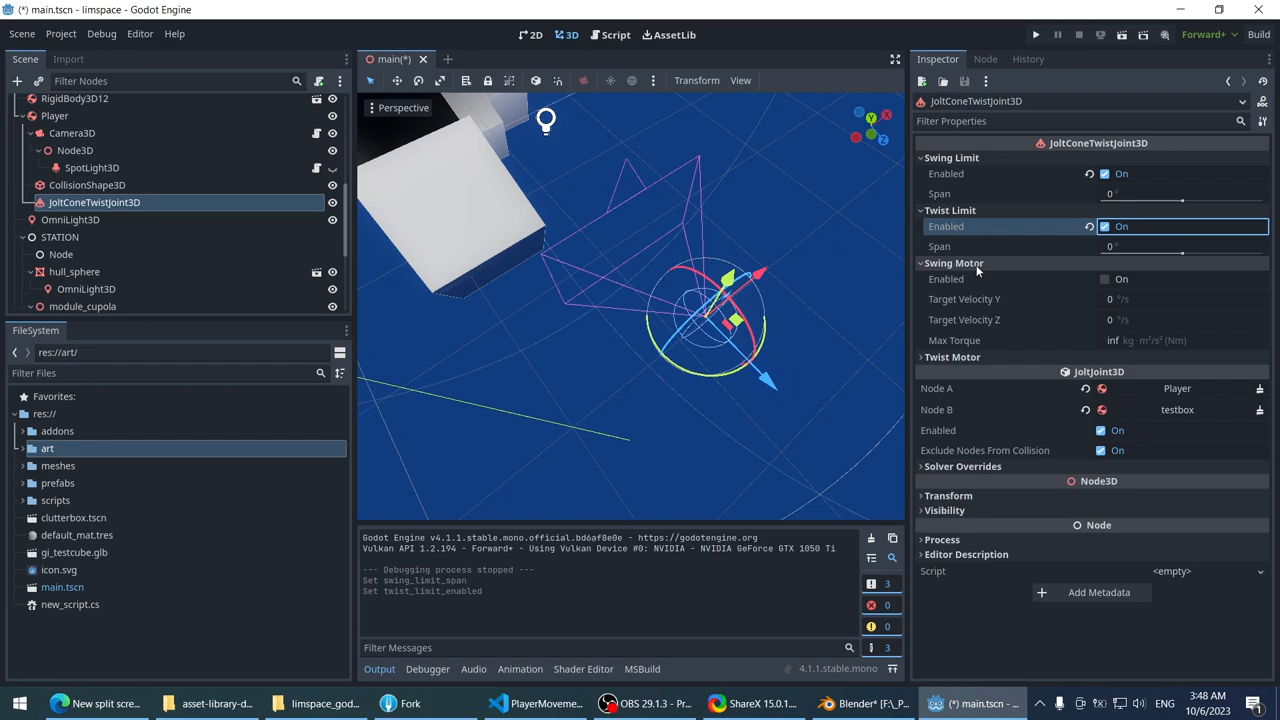 (*) main.tscn - limspace - Godot Engine
Scene Project Debug Editor Help
2D 3D Script AssetLib
Forward+ Build
Scene Import
Filter Nodes
RigidBody3D12
Player
Camera3D
Node3D
SpotLight3D
CollisionShape3D
JoltConeTwistJoint3D
OmniLight3D
STATION
Node
hull_sphere
OmniLight3D
module_cupola
FileSystem
res://art/
Filter Files
Favorites:
res://
addons
art
meshes
prefabs
scripts
clutterbox.tscn
default_mat.tres
gi_testcube.glb
icon.svg
main.tscn
new_script.cs
main(*)
Transform View
Perspective
Y X Z
Godot Engine v4.1.1.stable.mono.official.bd6af8e0e - https://godotengine.org
Vulkan API 1.2.194 - Forward+ - Using Vulkan Device #0: NVIDIA - NVIDIA GeForce GTX 1050 Ti
--- Debugging process stopped ---
Set swing_limit_span
Set twist_limit_enabled
3
0
0
3
Filter Messages
Output Debugger Audio Animation Shader Editor MSBuild 4.1.1.stable.mono
Inspector Node History
JoltConeTwistJoint3D
Filter Properties
JoltConeTwistJoint3D
Swing Limit
Enabled On
Span 0 °
Twist Limit
Enabled On
Span 0 °
Swing Motor
Enabled On
Target Velocity Y 0 °/s
Target Velocity Z 0 °/s
Max Torque inf kg·m²/s² (Nm)
Twist Motor
JoltJoint3D
Node A Player
Node B testbox
Enabled On
Exclude Nodes From Collision On
Solver Overrides
Node3D
Transform
Visibility
Node
Process
Editor Description
Script <empty>
Add Metadata
New split scre... asset-library-d... limspace_god... Fork PlayerMoveme... OBS 29.1.3 - Pr... ShareX 15.0.1... Blender* [F:\_P... (*) main.tscn - ... ENG 3:48 AM
10/6/2023
1